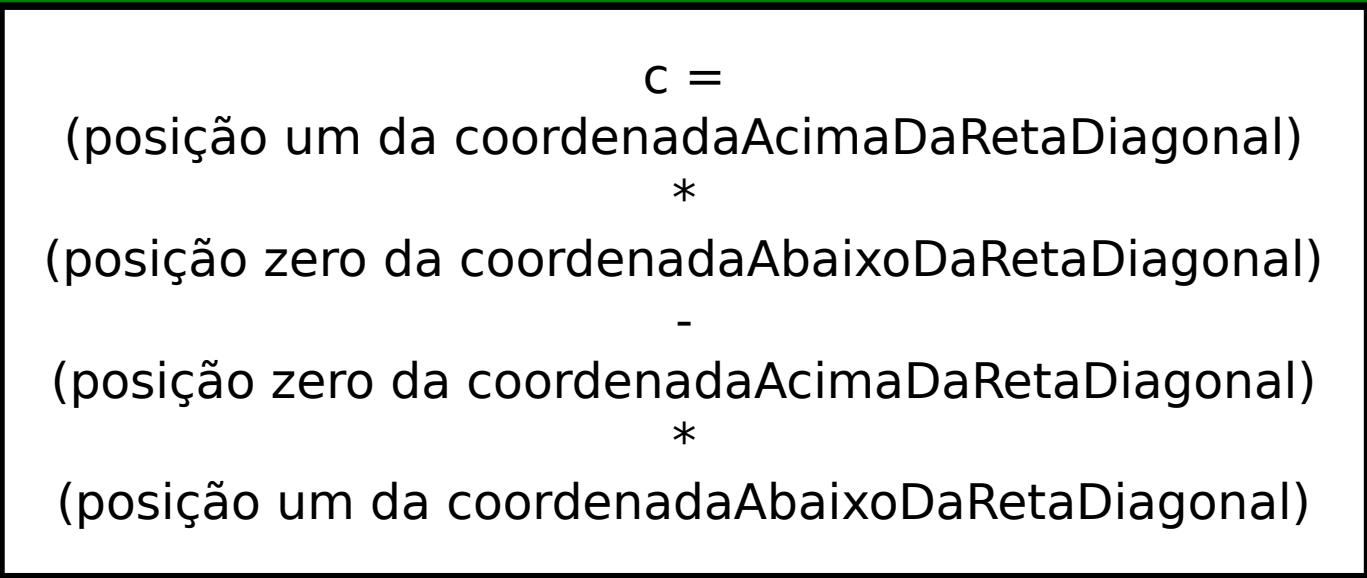 c =
(posição um da coordenadaAcimaDaRetaDiagonal)
*
(posição zero da coordenadaAbaixoDaRetaDiagonal)
-
(posição zero da coordenadaAcimaDaRetaDiagonal)
*
(posição um da coordenadaAbaixoDaRetaDiagonal)